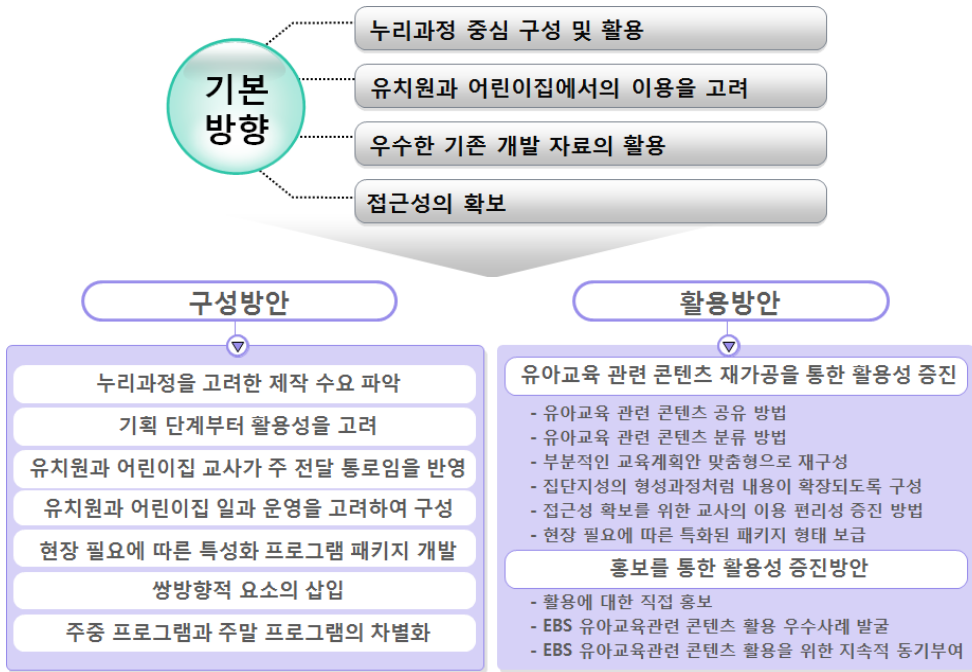 기본
방향
누리과정 중심 구성 및 활용
유치원과 어린이집에서의 이용을 고려
우수한 기존 개발 자료의 활용
접근성의 확보
구성방안
누리과정을 고려한 제작 수요 파악
기획 단계부터 활용성을 고려
유치원과 어린이집 교사가 주 전달 통로임을 반영
유치원과 어린이집 일과 운영을 고려하여 구성
현장 필요에 따른 특성화 프로그램 패키지 개발
쌍방향적 요소의 삽입
주중 프로그램과 주말 프로그램의 차별화
활용방안
유아교육 관련 콘텐츠 재가공을 통한 활용성 증진
- 유아교육 관련 콘텐츠 공유 방법
- 유아교육 관련 콘텐츠 분류 방법
- 부분적인 교육계획안 맞춤형으로 재구성
- 집단지성의 형성과정처럼 내용이 확장되도록 구성
- 접근성 확보를 위한 교사의 이용 편리성 증진 방법
- 현장 필요에 따른 특화된 패키지 형태 보급
홍보를 통한 활용성 증진방안
- 활용에 대한 직접 홍보
- EBS 유아교육관련 콘텐츠 활용 우수사례 발굴
- EBS 유아교육관련 콘텐츠 활용을 위한 지속적 동기부여